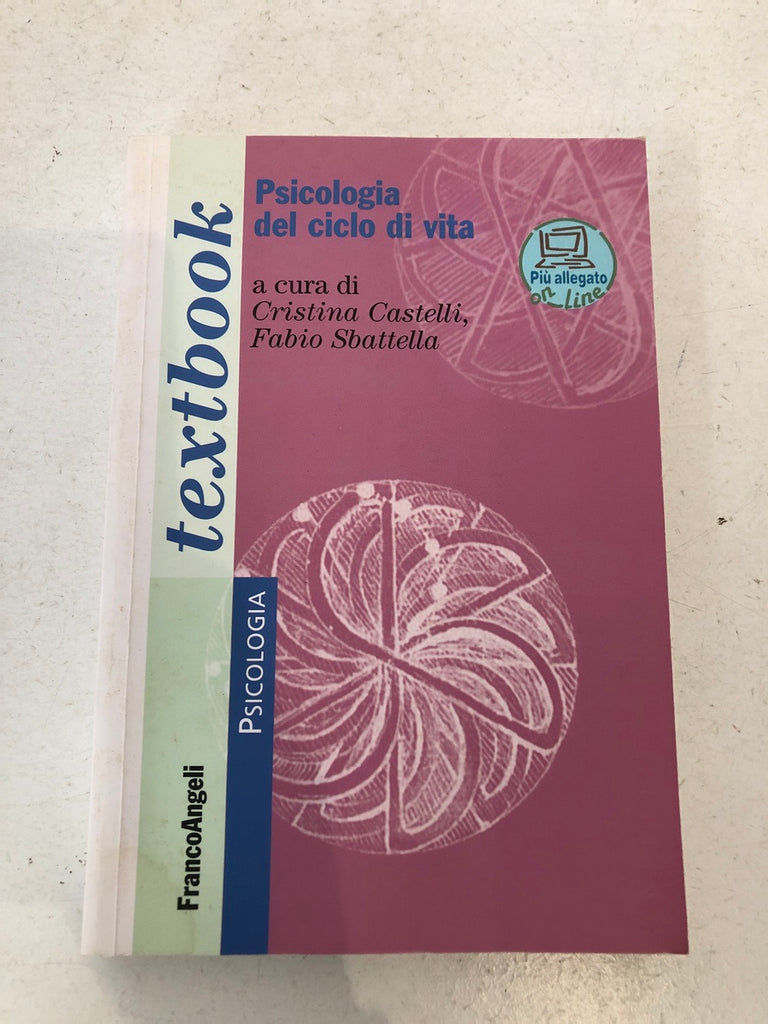 Psicologia
del ciclo di vita
a cura di
Cristina Castelli,
Fabio Sbattella
Più allegato
on line
textbook
PSICOLOGIA
FrancoAngeli